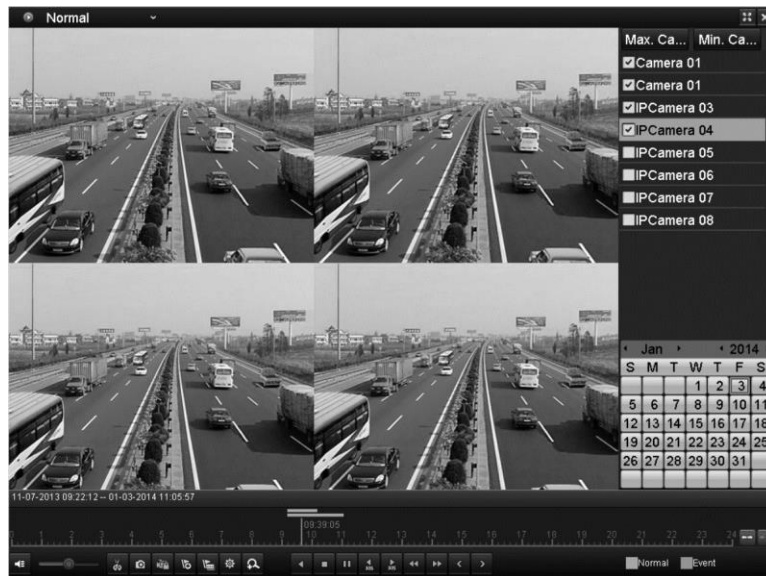 Normal
Max. Ca... Min. Ca...
Camera 01
Camera 01
IPCamera 03
IPCamera 04
IPCamera 05
IPCamera 06
IPCamera 07
IPCamera 08
Jan 2014
S M T W T F S
1 2 3 4
5 6 7 8 9 10 11
12 13 14 15 16 17 18
19 20 21 22 23 24 25
26 27 28 29 30 31
11-07-2013 09:22:12 -- 01-03-2014 11:05:57
09:39:05
0 1 2 3 4 5 6 7 8 9 10 11 12 13 14 15 16 17 18 19 20 21 22 23 24
30s 30s
Normal Event